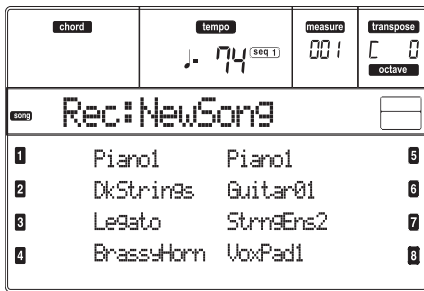 chord tempo measure transpose
♩= 74 seq 1 001 C 0
octave
song Rec:NewSong
1 Piano1 Piano1 5
2 DkStrings Guitar01 6
3 Legato StrngEns2 7
4 BrassyHorn VoxPad1 8